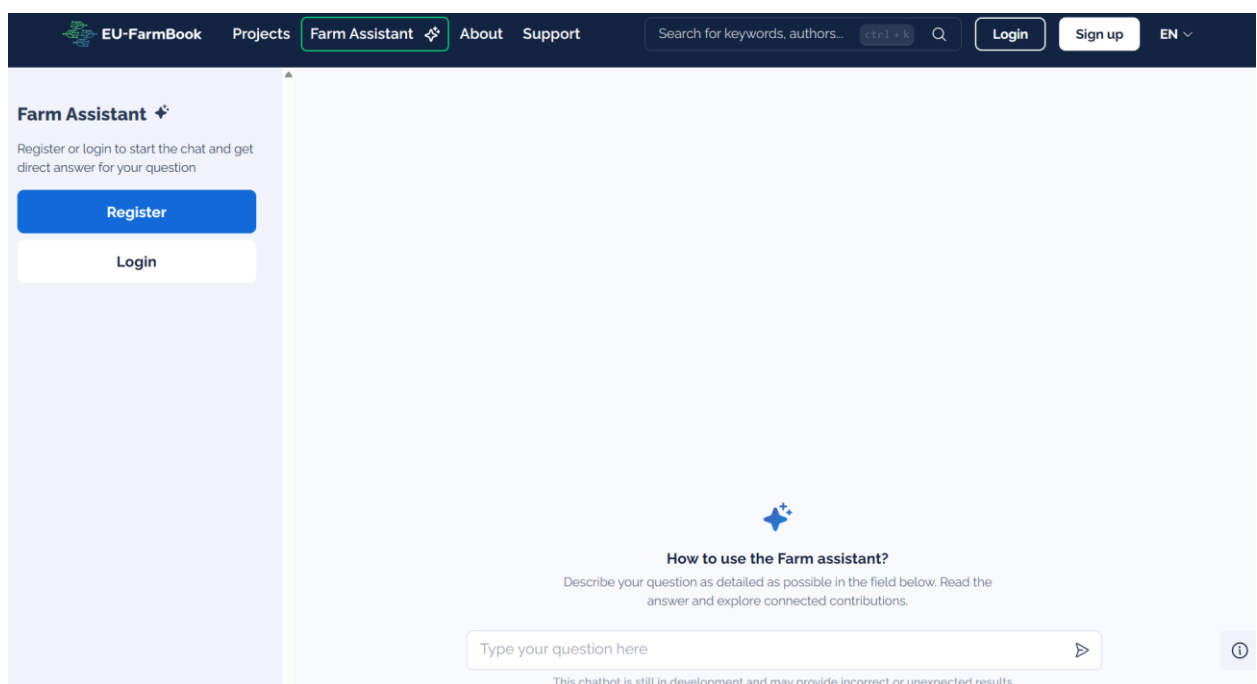 EU-FarmBook Projects Farm Assistant About Support Search for keywords, authors... ctrl + k Login Sign up EN
Farm Assistant
Register or login to start the chat and get
direct answer for your question
Register
Login
How to use the Farm assistant?
Describe your question as detailed as possible in the field below. Read the
answer and explore connected contributions.
Type your question here
This chatbot is still in development and may provide incorrect or unexpected results